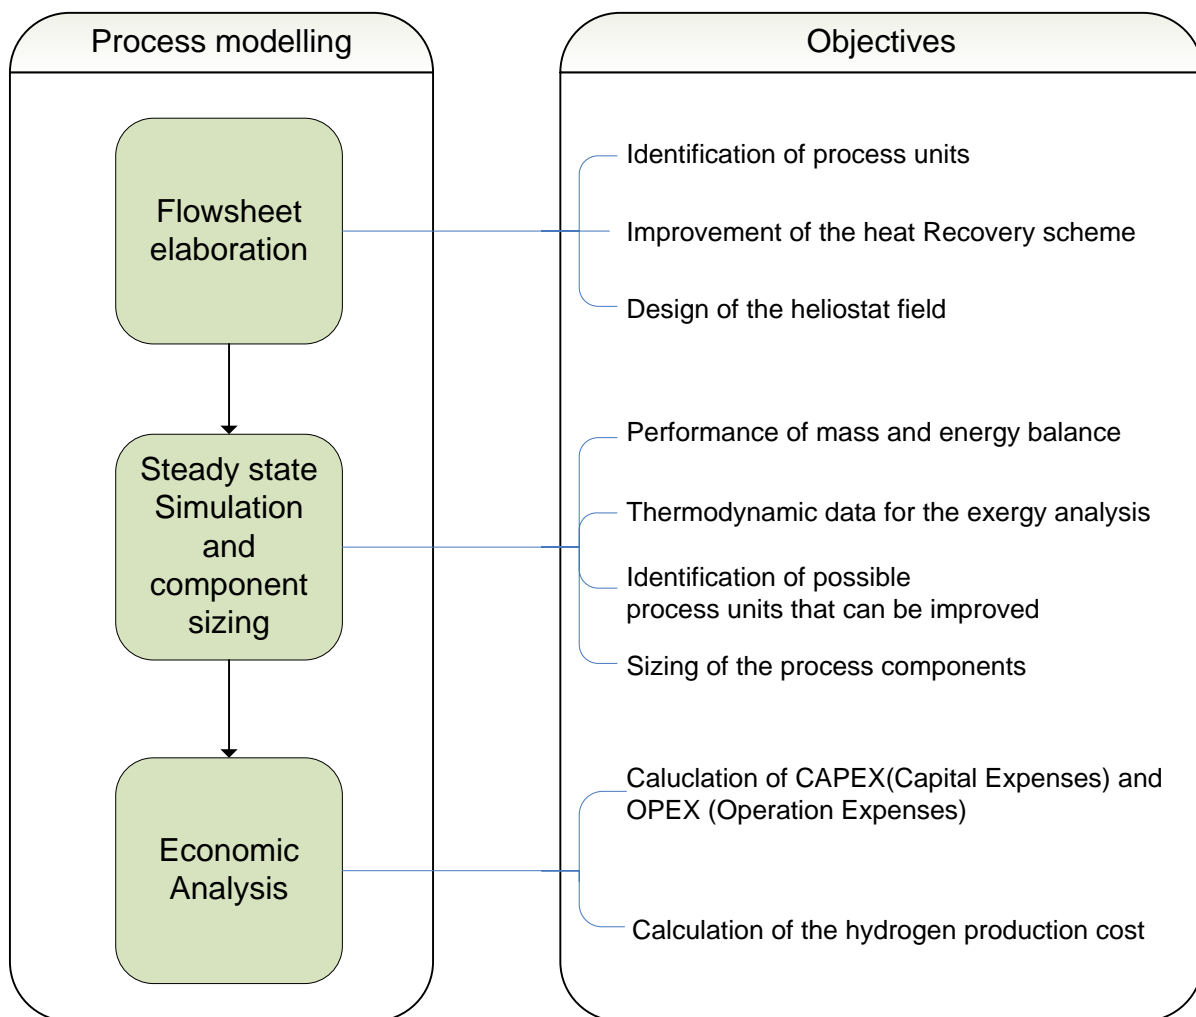 Process modelling
Objectives
Flowsheet
elaboration
Identification of process units
Improvement of the heat Recovery scheme
Design of the heliostat field
Steady state
Simulation
and
component
sizing
Performance of mass and energy balance
Thermodynamic data for the exergy analysis
Identification of possible
process units that can be improved
Sizing of the process components
Economic
Analysis
Caluclation of CAPEX(Capital Expenses) and
OPEX (Operation Expenses)
Calculation of the hydrogen production cost